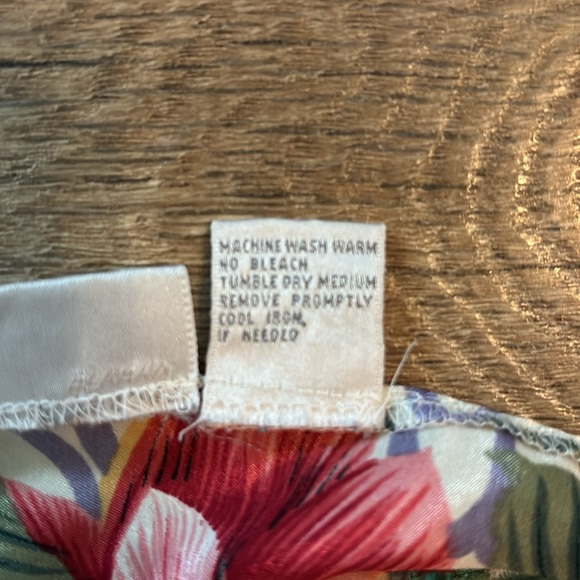 MACHINE WASH WARM
NO BLEACH
TUMBLE DRY MEDIUM
REMOVE PROMPTLY
COOL IRON,
IF NEEDED